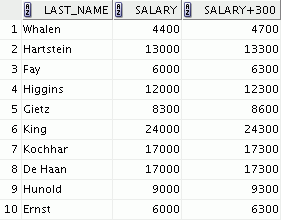 LAST_NAME SALARY SALARY+300
1 Whalen 4400 4700
2 Hartstein 13000 13300
3 Fay 6000 6300
4 Higgins 12000 12300
5 Gietz 8300 8600
6 King 24000 24300
7 Kochhar 17000 17300
8 De Haan 17000 17300
9 Hunold 9000 9300
10 Ernst 6000 6300